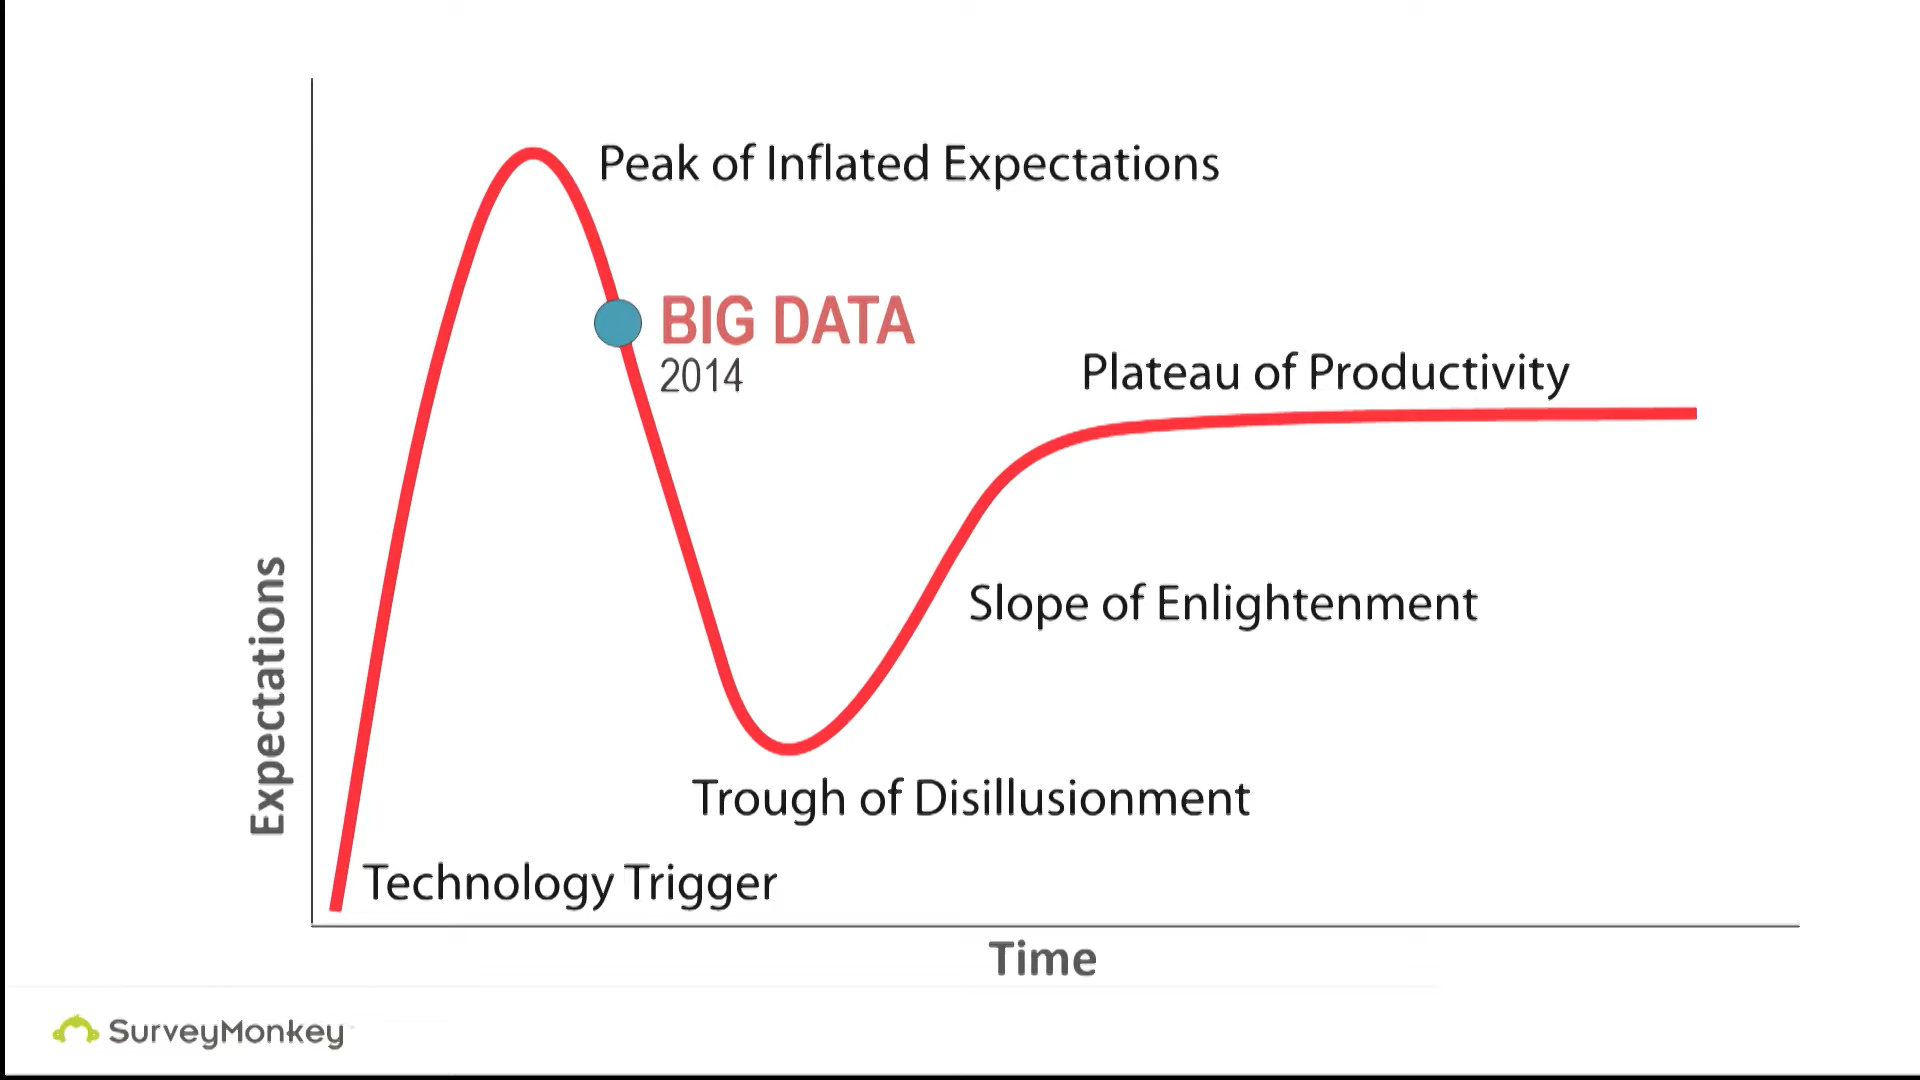 Peak of Inflated Expectations
BIG DATA
2014
Plateau of Productivity
Slope of Enlightenment
Trough of Disillusionment
Technology Trigger
Expectations
Time
SurveyMonkey